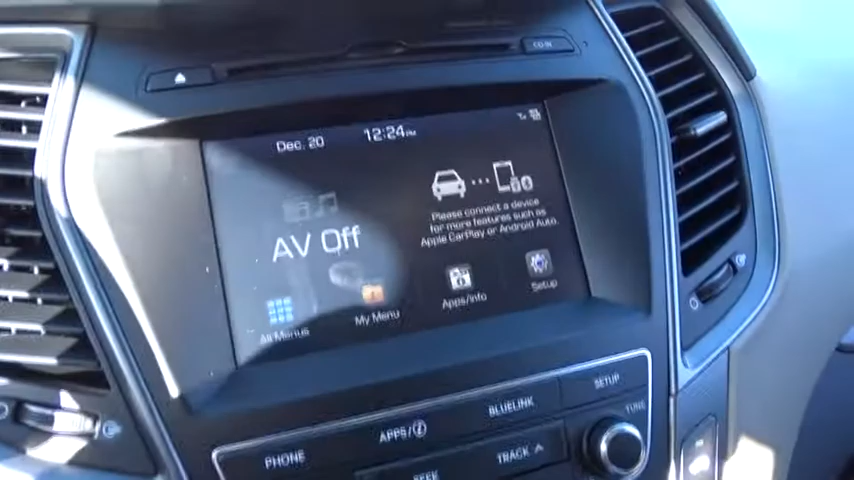 CD-IN
Dec. 20
12:24 PM
AV Off
Please connect a device
for more features such as
Apple CarPlay or Android Auto.
All Menus
My Menu
Apps/Info
Setup
PHONE
APPS/i
BLUELINK
SETUP
SEEK
TRACK
TUNE